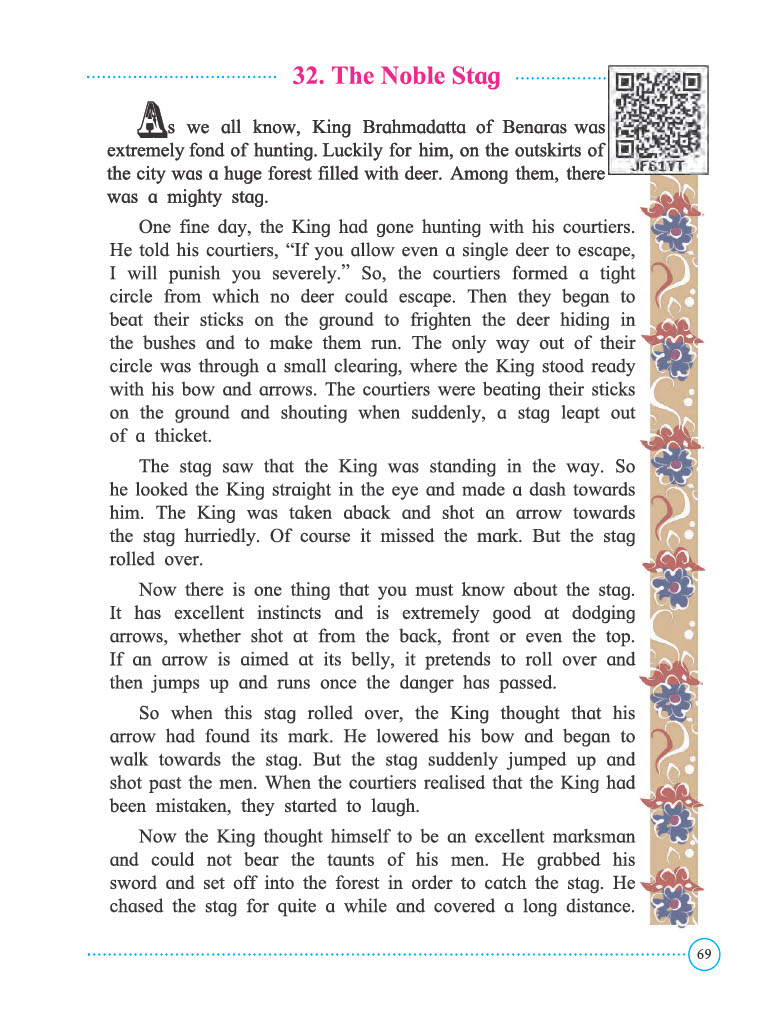 32. The Noble Stag
As we all know, King Brahmadatta of Benaras was
extremely fond of hunting. Luckily for him, on the outskirts of
the city was a huge forest filled with deer. Among them, there
was a mighty stag.
JF61YT
One fine day, the King had gone hunting with his courtiers.
He told his courtiers, “If you allow even a single deer to escape,
I will punish you severely.” So, the courtiers formed a tight
circle from which no deer could escape. Then they began to
beat their sticks on the ground to frighten the deer hiding in
the bushes and to make them run. The only way out of their
circle was through a small clearing, where the King stood ready
with his bow and arrows. The courtiers were beating their sticks
on the ground and shouting when suddenly, a stag leapt out
of a thicket.
The stag saw that the King was standing in the way. So
he looked the King straight in the eye and made a dash towards
him. The King was taken aback and shot an arrow towards
the stag hurriedly. Of course it missed the mark. But the stag
rolled over.
Now there is one thing that you must know about the stag.
It has excellent instincts and is extremely good at dodging
arrows, whether shot at from the back, front or even the top.
If an arrow is aimed at its belly, it pretends to roll over and
then jumps up and runs once the danger has passed.
So when this stag rolled over, the King thought that his
arrow had found its mark. He lowered his bow and began to
walk towards the stag. But the stag suddenly jumped up and
shot past the men. When the courtiers realised that the King had
been mistaken, they started to laugh.
Now the King thought himself to be an excellent marksman
and could not bear the taunts of his men. He grabbed his
sword and set off into the forest in order to catch the stag. He
chased the stag for quite a while and covered a long distance.
69